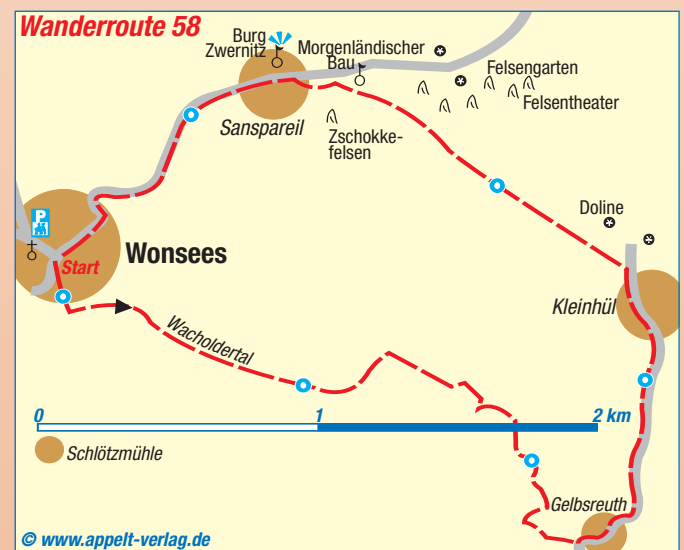 Wanderroute 58
Burg
Zwernitz
Morgenländischer
Bau
Felsengarten
Felsentheater
Sanspareil
Zschokke-
felsen
Doline
P
Wonsees
Start
Kleinhül
Wacholdertal
0 1 2 km
Schlötzmühle
Gelbsreuth
© www.appelt-verlag.de